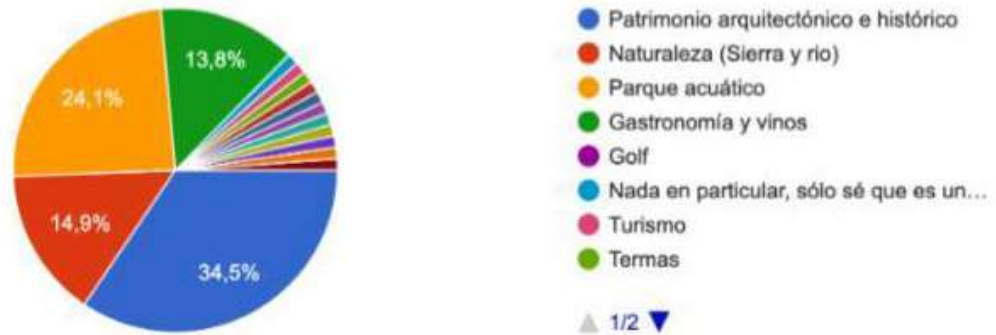 13,8%
24,1%
14,9%
34,5%
Patrimonio arquitectónico e histórico
Naturaleza (Sierra y rio)
Parque acuático
Gastronomía y vinos
Golf
Nada en particular, sólo sé que es un...
Turismo
Termas
1/2